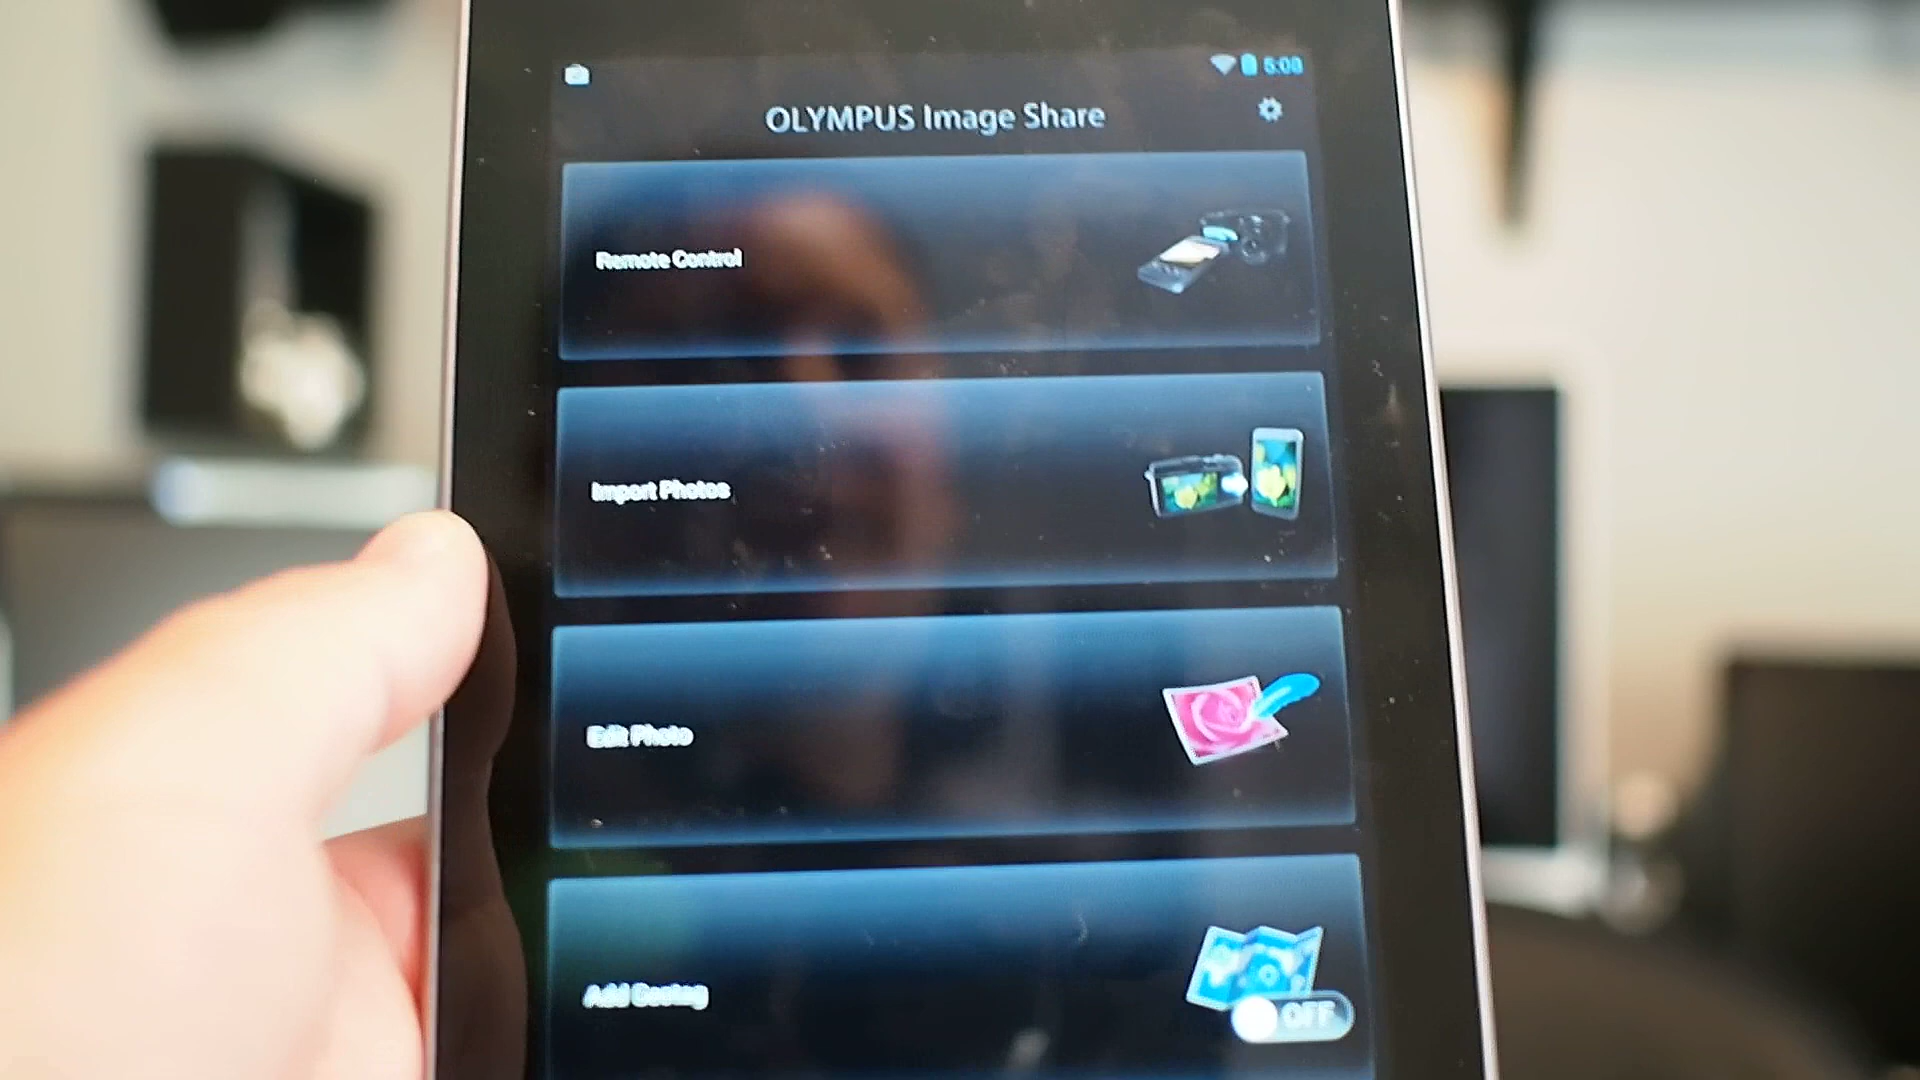 5:08
OLYMPUS Image Share
Remote Control
Import Photos
Edit Photo
Add Geotag
OFF